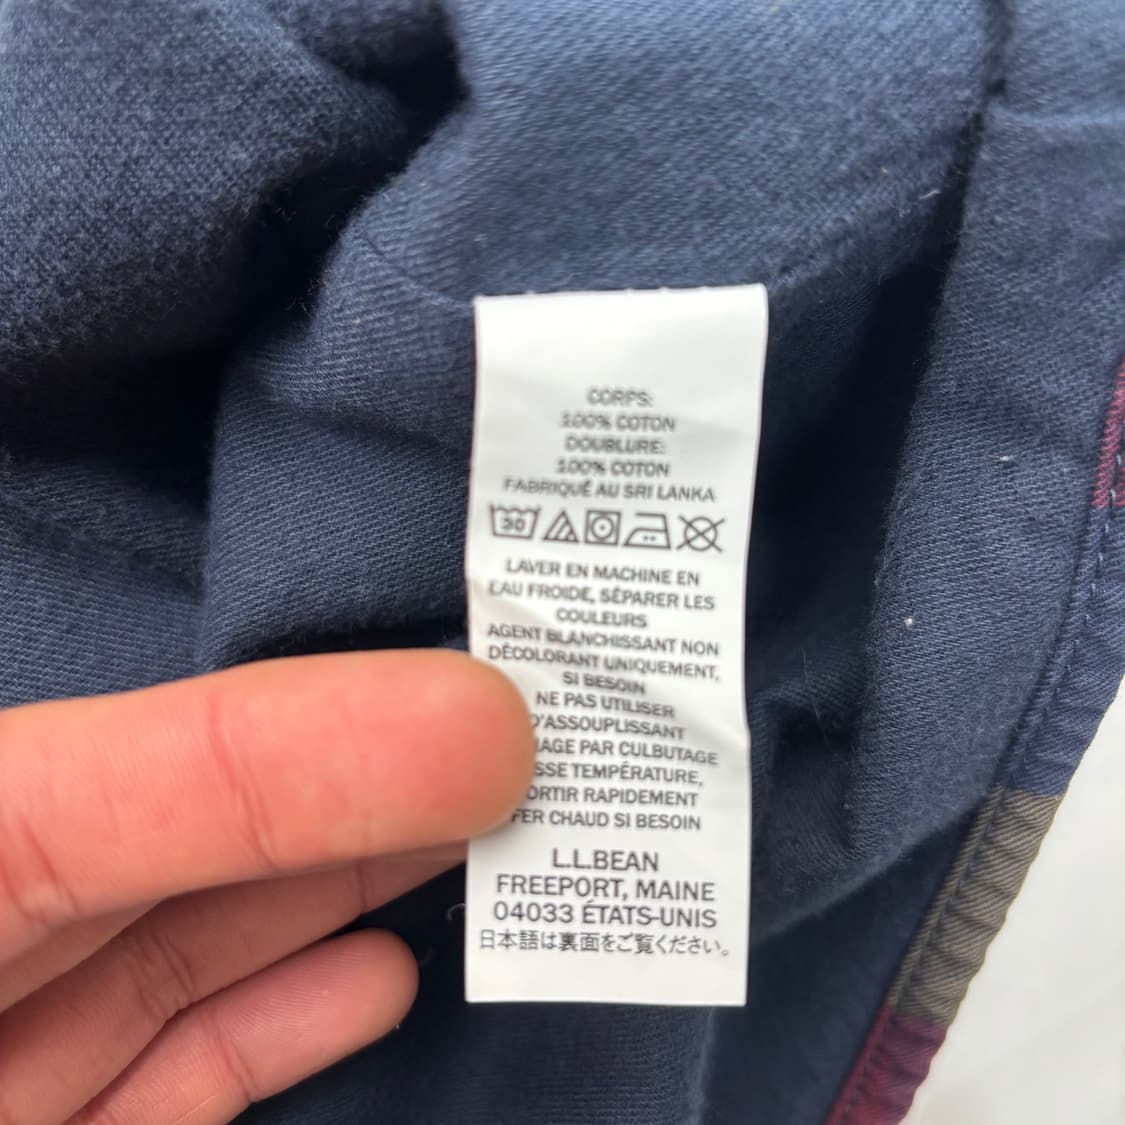 CORPS:
100% COTON
DOUBLURE:
100% COTON
FABRIQUÉ AU SRI LANKA
30
LAVER EN MACHINE EN
EAU FROIDE, SÉPARER LES
COULEURS
AGENT BLANCHISSANT NON
DÉCOLORANT UNIQUEMENT,
SI BESOIN
NE PAS UTILISER
D'ASSOUPLISSANT
PAR CULBUTAGE
TEMPÉRATURE,
RAPIDEMENT
FER CHAUD SI BESOIN
L.L.BEAN
FREEPORT, MAINE
04033 ÉTATS-UNIS
日本語は裏面をご覧ください。